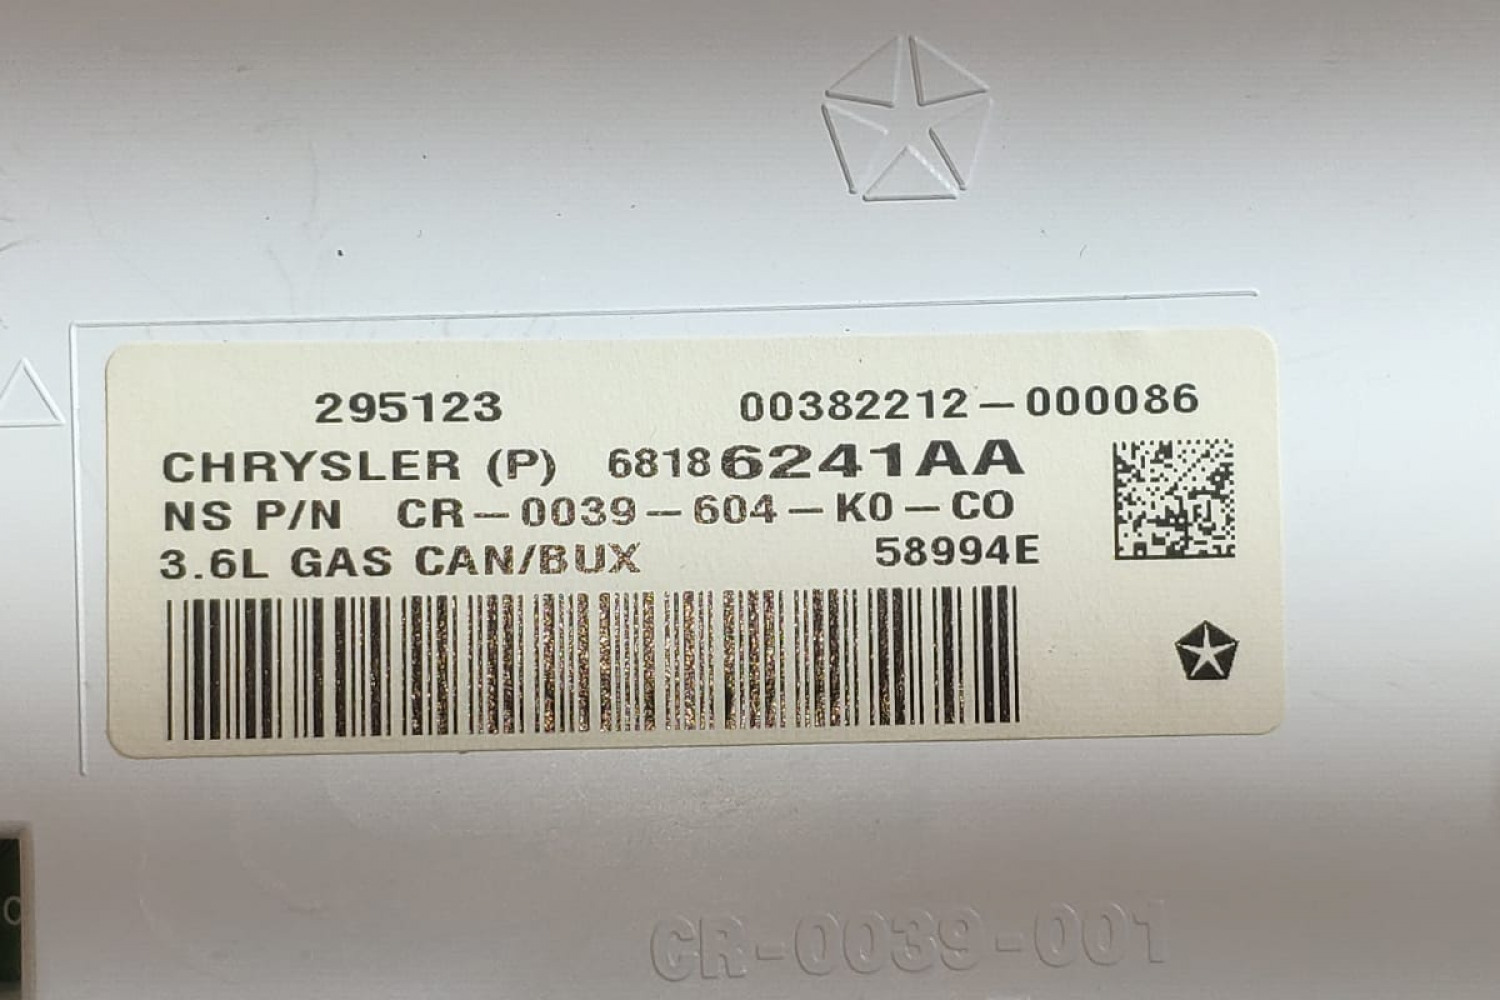 295123 00382212-000086
CHRYSLER (P) 68186241AA
NS P/N CR-0039-604-K0-CO
3.6L GAS CAN/BUX 58994E
CR-0039-001
C